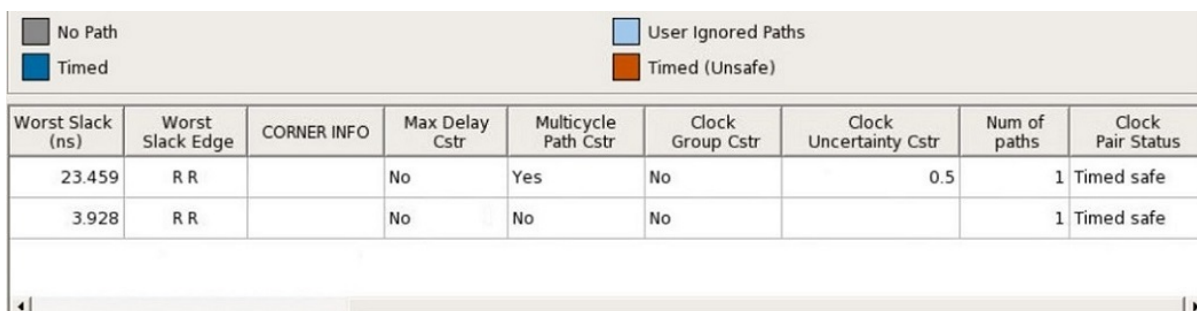 No Path User Ignored Paths
Timed Timed (Unsafe)
Worst Slack (ns) Worst Slack Edge CORNER INFO Max Delay Cstr Multicycle Path Cstr Clock Group Cstr Clock Uncertainty Cstr Num of paths Clock Pair Status
23.459 R R No Yes No 0.5 1 Timed safe
3.928 R R No No No 1 Timed safe